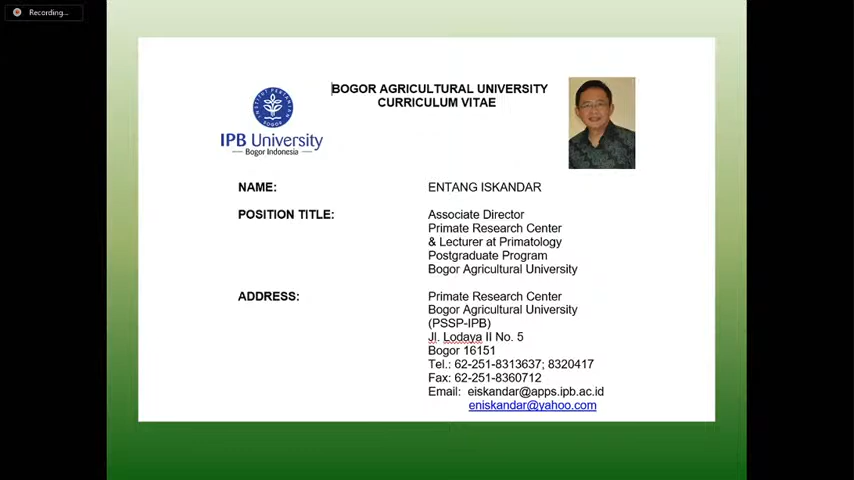 Recording...
BOGOR AGRICULTURAL UNIVERSITY
CURRICULUM VITAE
INSTITUT PERTANIAN
BOGOR
IPB University
Bogor Indonesia
NAME: ENTANG ISKANDAR
POSITION TITLE: Associate Director
Primate Research Center
& Lecturer at Primatology
Postgraduate Program
Bogor Agricultural University
ADDRESS: Primate Research Center
Bogor Agricultural University
(PSSP-IPB)
Jl. Lodaya II No. 5
Bogor 16151
Tel.: 62-251-8313637; 8320417
Fax: 62-251-8360712
Email: eiskandar@apps.ipb.ac.id
eniskandar@yahoo.com